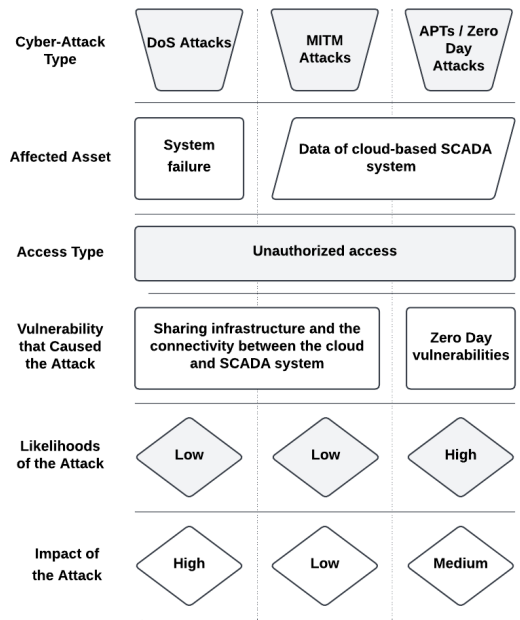 Cyber-Attack
Type
DoS Attacks
MITM
Attacks
APTs / Zero
Day
Attacks
Affected Asset
System
failure
Data of cloud-based SCADA
system
Access Type
Unauthorized access
Vulnerability
that Caused
the Attack
Sharing infrastructure and the
connectivity between the cloud
and SCADA system
Zero Day
vulnerabilities
Likelihoods
of the Attack
Low
Low
High
Impact of
the Attack
High
Low
Medium